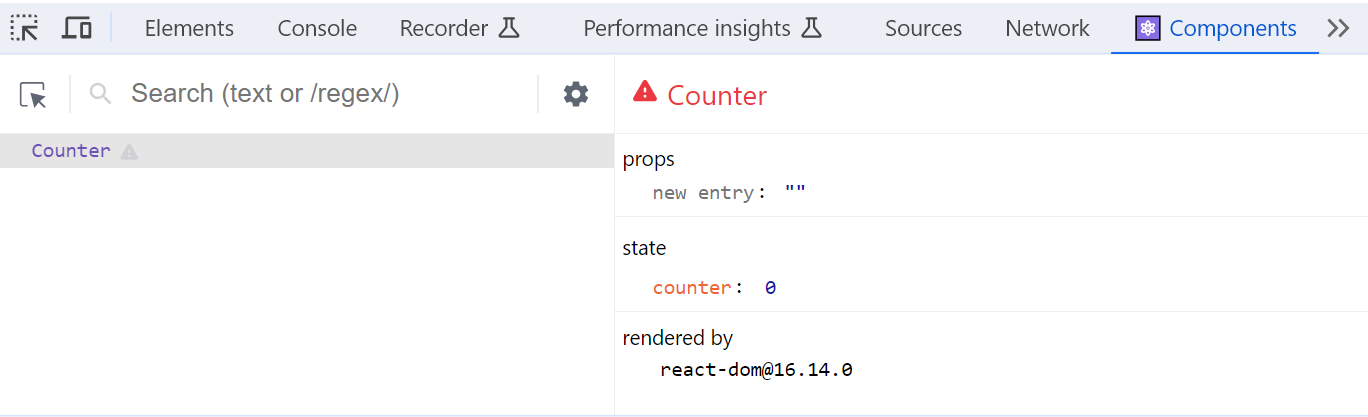 Elements Console Recorder Performance insights Sources Network Components
Search (text or /regex/)
Counter
Counter
props
new entry: ""
state
counter: 0
rendered by
react-dom@16.14.0